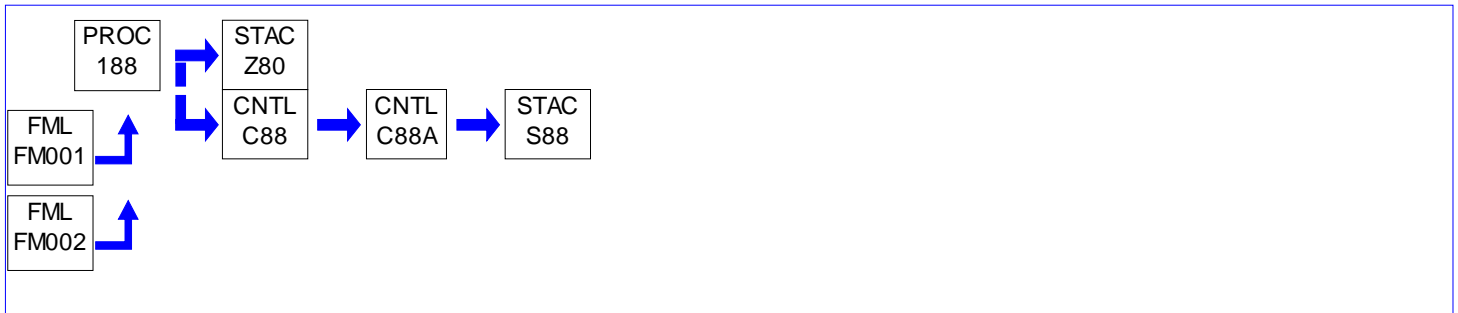 PROC
188
STAC
Z80
CNTL
C88
CNTL
C88A
STAC
S88
FML
FM001
FML
FM002